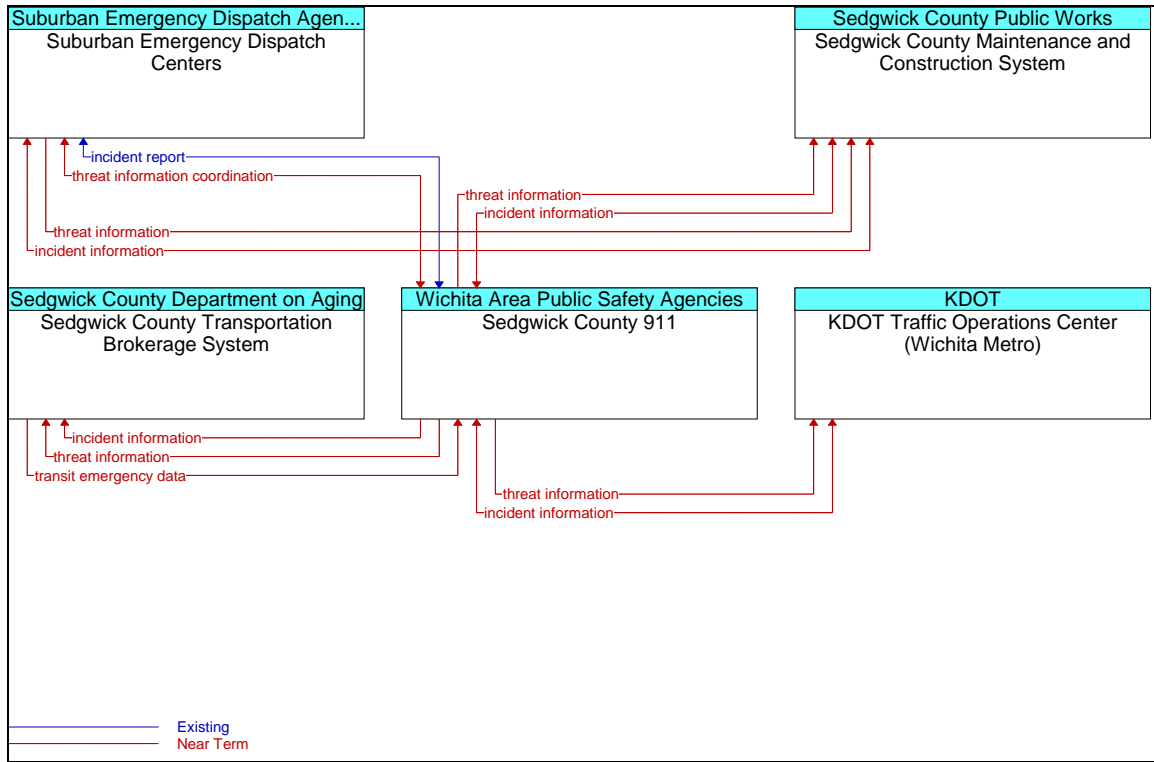 Suburban Emergency Dispatch Agen...
Suburban Emergency Dispatch
Centers
Sedgwick County Public Works
Sedgwick County Maintenance and
Construction System
incident report
threat information coordination
threat information
incident information
threat information
incident information
Sedgwick County Department on Aging
Sedgwick County Transportation
Brokerage System
Wichita Area Public Safety Agencies
Sedgwick County 911
KDOT
KDOT Traffic Operations Center
(Wichita Metro)
incident information
threat information
transit emergency data
threat information
incident information
Existing
Near Term